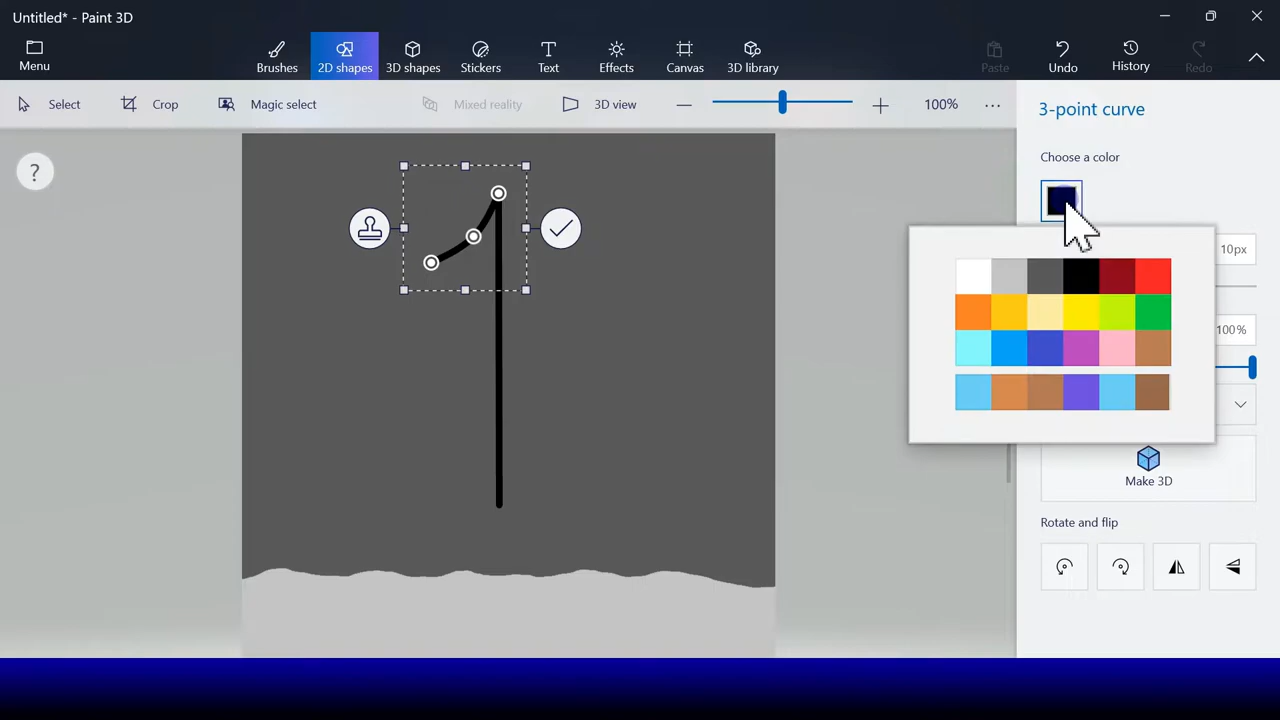 Untitled* - Paint 3D
Menu
Brushes
2D shapes
3D shapes
Stickers
Text
Effects
Canvas
3D library
Paste
Undo
History
Redo
Select
Crop
Magic select
Mixed reality
3D view
100%
3-point curve
Choose a color
10px
100%
Make 3D
Rotate and flip
?